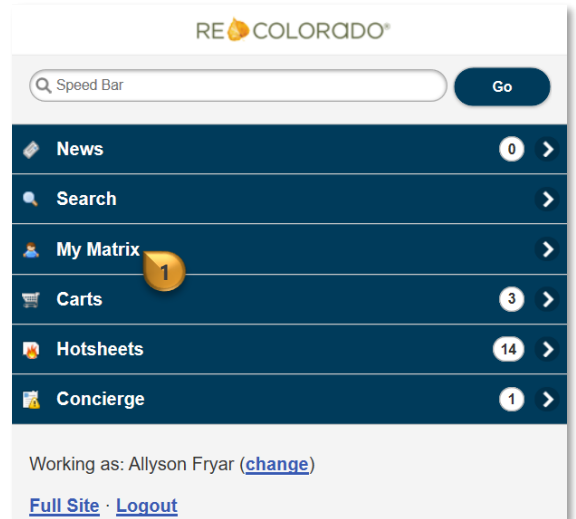 RE COLORADO®
Speed Bar
Go
News 0
Search
My Matrix
1
Carts 3
Hotsheets 14
Concierge 1
Working as: Allyson Fryar (change)
Full Site · Logout